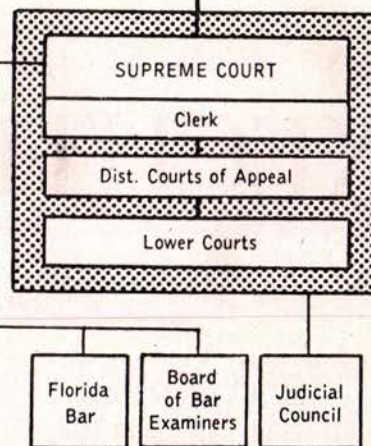 SUPREME COURT
Clerk
Dist. Courts of Appeal
Lower Courts
Florida
Bar
Board
of Bar
Examiners
Judicial
Council